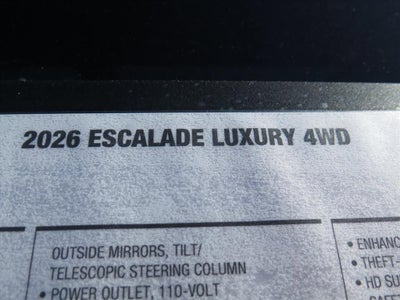 2026 ESCALADE LUXURY 4WD
OUTSIDE MIRRORS, TILT/
TELESCOPIC STEERING COLUMN
• POWER OUTLET, 110-VOLT
• ENHANC
• THEFT-
• HD SU